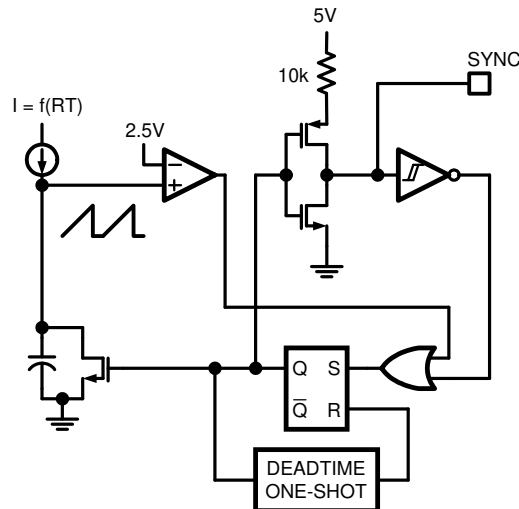 5V
SYNC
10k
I = f(RT)
2.5V
−
+
Q
S
Q̅
R
DEADTIME
ONE-SHOT